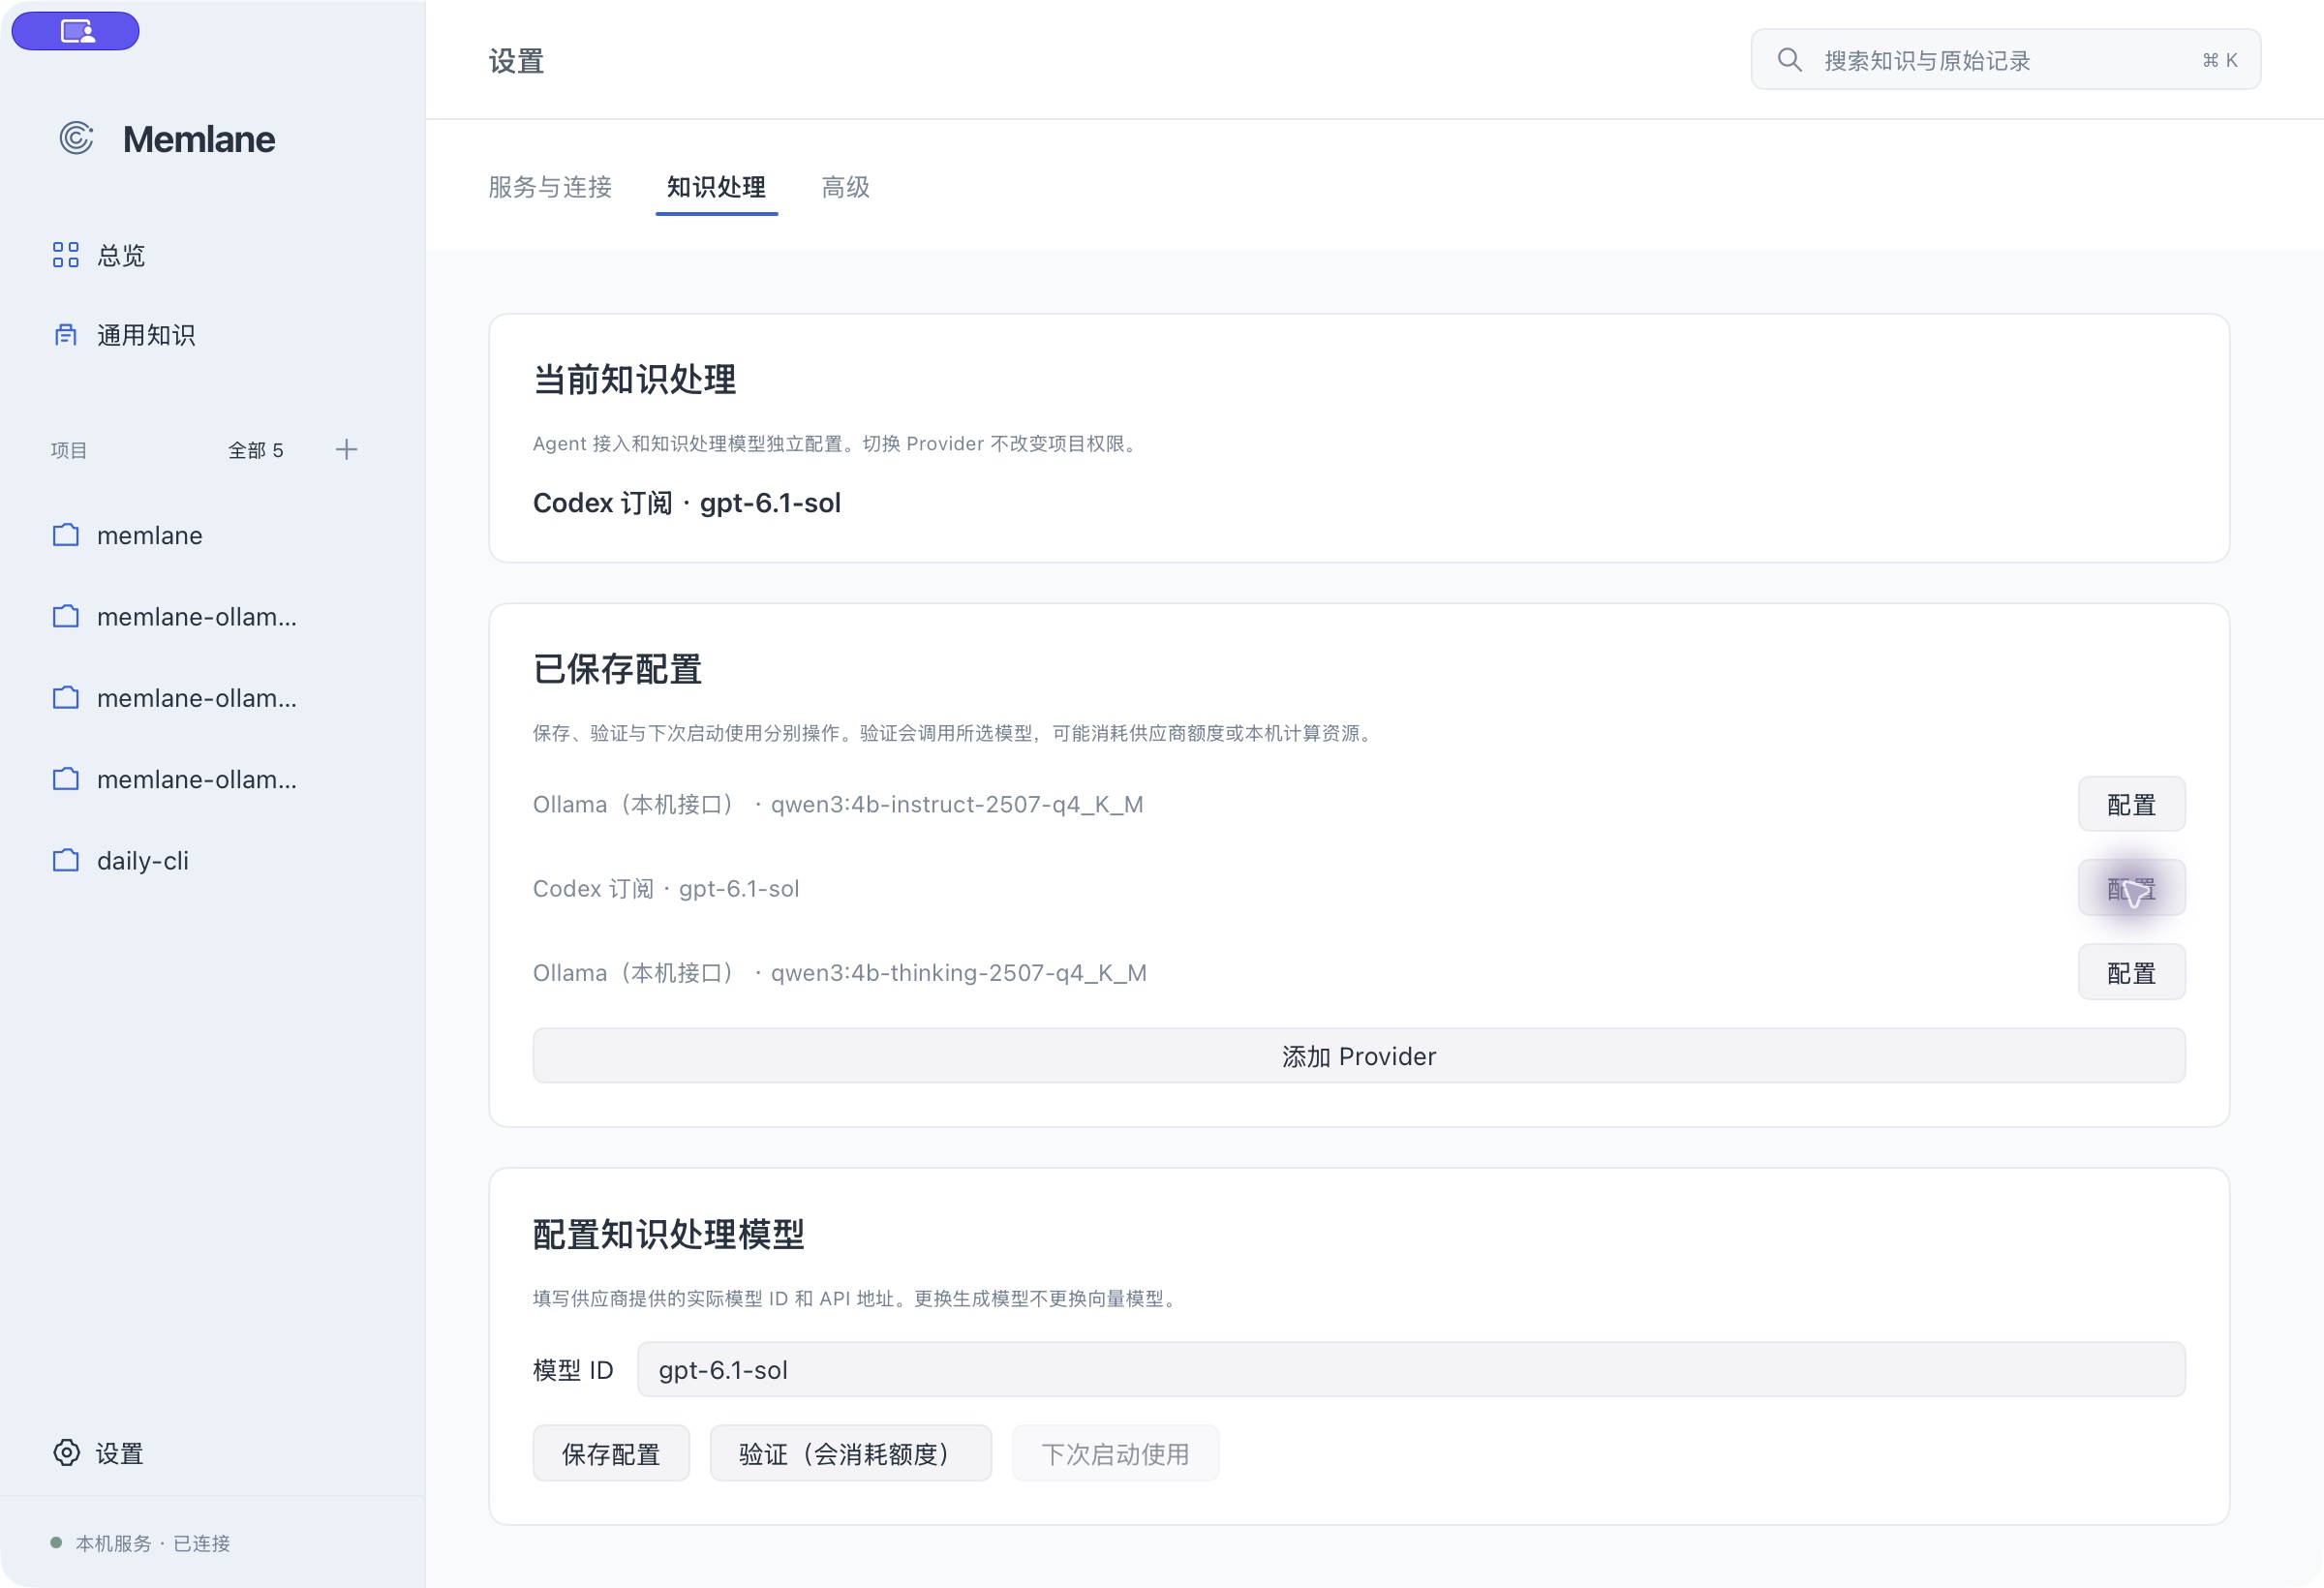 设置
搜索知识与原始记录 ⌘ K
Memlane
总览
通用知识
项目 全部 5
memlane
memlane-ollam...
memlane-ollam...
memlane-ollam...
daily-cli
设置
本机服务 · 已连接
服务与连接 知识处理 高级
当前知识处理
Agent 接入和知识处理模型独立配置。切换 Provider 不改变项目权限。
Codex 订阅 · gpt-6.1-sol
已保存配置
保存、验证与下次启动使用分别操作。验证会调用所选模型，可能消耗供应商额度或本机计算资源。
Ollama（本机接口） · qwen3:4b-instruct-2507-q4_K_M 配置
Codex 订阅 · gpt-6.1-sol 配置
Ollama（本机接口） · qwen3:4b-thinking-2507-q4_K_M 配置
添加 Provider
配置知识处理模型
填写供应商提供的实际模型 ID 和 API 地址。更换生成模型不更换向量模型。
模型 ID gpt-6.1-sol
保存配置 验证（会消耗额度） 下次启动使用